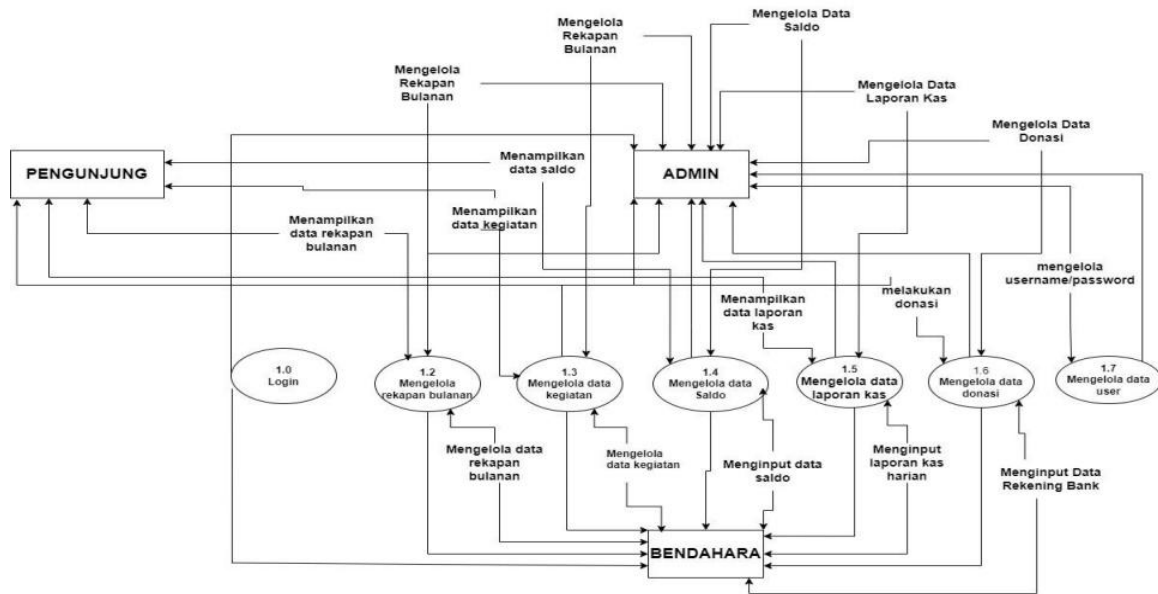 Mengelola Data
Saldo
Mengelola
Rekapan
Bulanan
Mengelola
Rekapan
Bulanan
Mengelola Data
Laporan Kas
Mengelola Data
Donasi
PENGUNJUNG
Menampilkan
data saldo
ADMIN
Menampilkan
data kegiatan
Menampilkan
data rekapan
bulanan
mengelola
username/password
Menampilkan
data laporan
kas
melakukan
donasi
1.0
Login
1.2
Mengelola
rekapan bulanan
1.3
Mengelola data
kegiatan
1.4
Mengelola data
Saldo
1.5
Mengelola data
laporan kas
1.6
Mengelola data
donasi
1.7
Mengelola data
user
Mengelola data
rekapan
bulanan
Mengelola
data kegiatan
Menginput data
saldo
Menginput
laporan kas
harian
Menginput Data
Rekening Bank
BENDAHARA